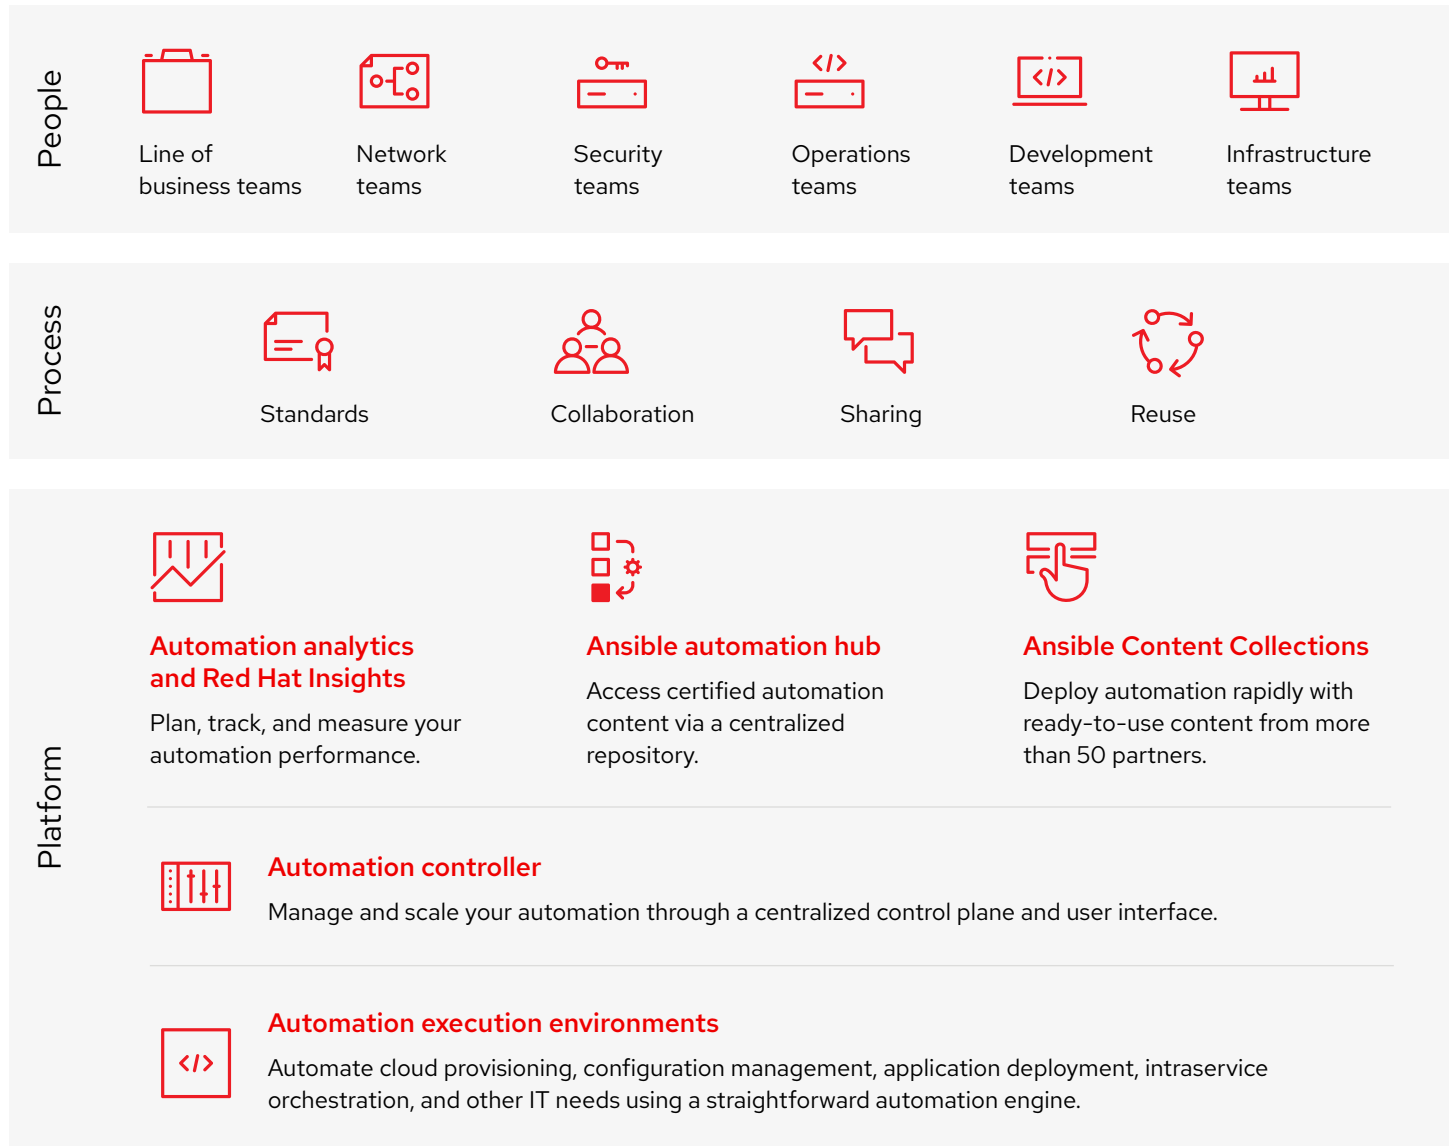 People
Line of
business teams
Network
teams
Security
teams
Operations
teams
Development
teams
Infrastructure
teams
Process
Standards
Collaboration
Sharing
Reuse
Platform
Automation analytics
and Red Hat Insights
Plan, track, and measure your
automation performance.
Ansible automation hub
Access certified automation
content via a centralized
repository.
Ansible Content Collections
Deploy automation rapidly with
ready-to-use content from more
than 50 partners.
Automation controller
Manage and scale your automation through a centralized control plane and user interface.
Automation execution environments
Automate cloud provisioning, configuration management, application deployment, intraservice
orchestration, and other IT needs using a straightforward automation engine.